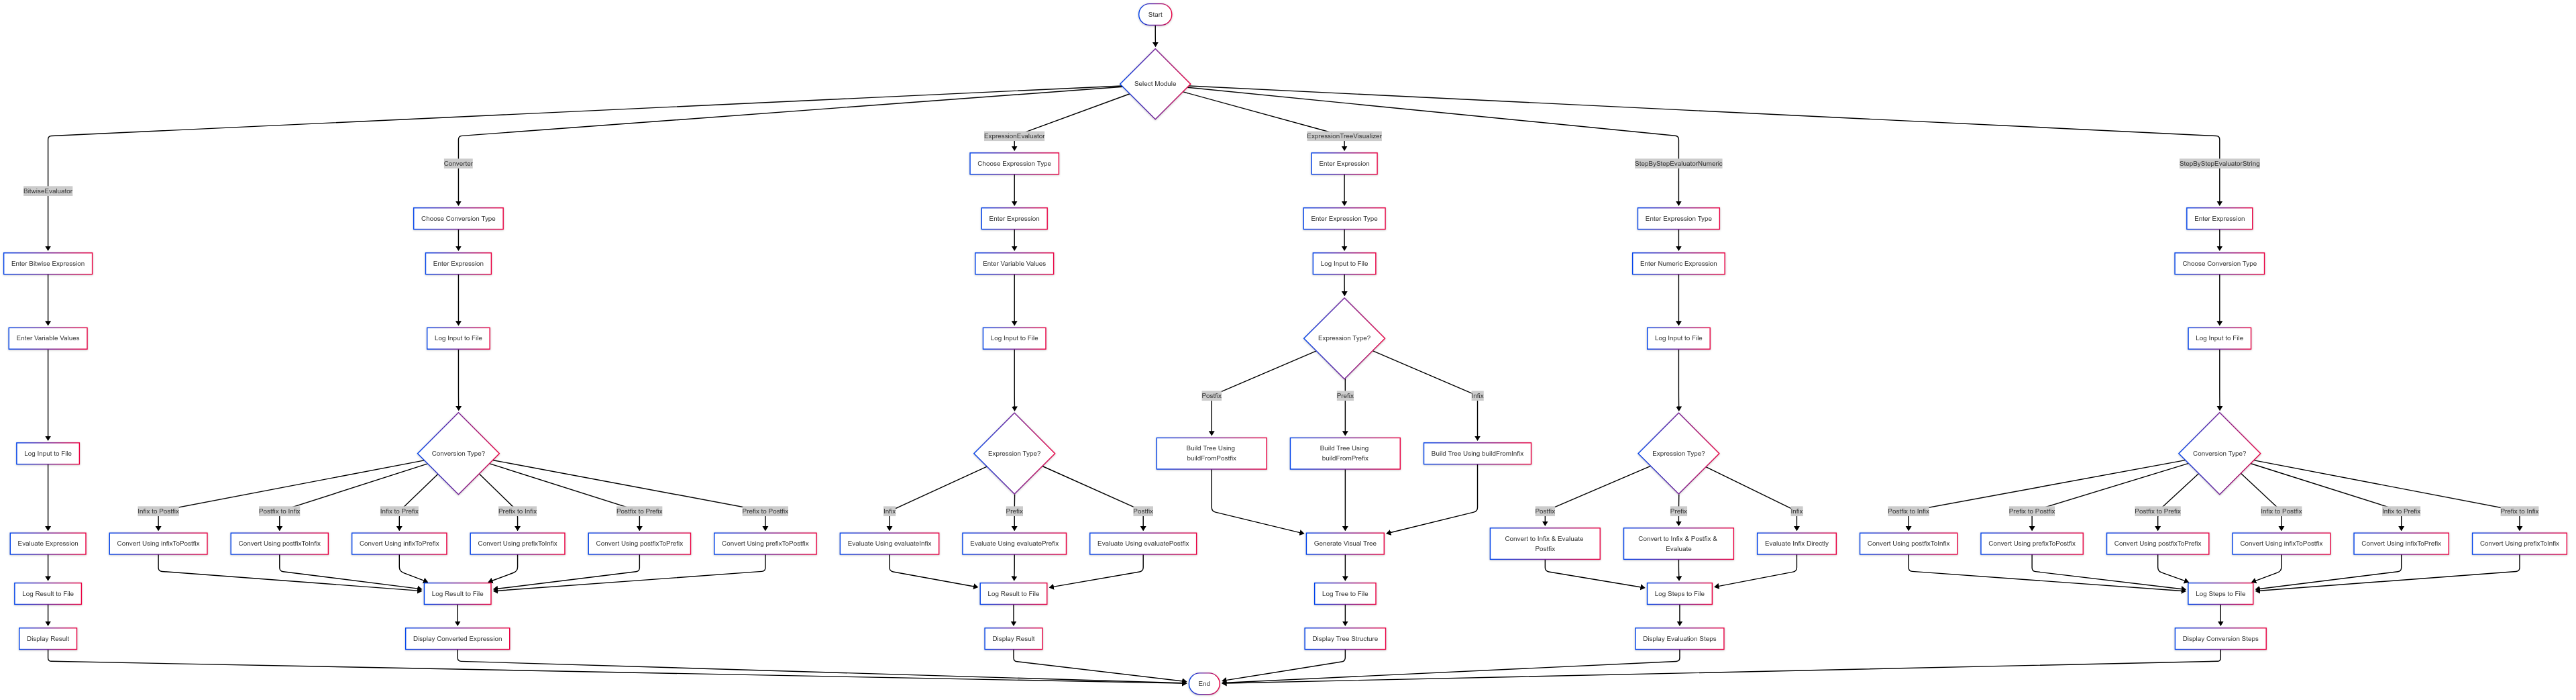 Start
Select Module
ExpressionEvaluator
ExpressionTreeVisualizer
Converter
Choose Expression Type
Enter Expression
StepByStepEvaluatorNumeric
StepByStepEvaluatorString
BitwiseEvaluator
Choose Conversion Type
Enter Expression
Enter Expression Type
Enter Expression Type
Enter Expression
Enter Bitwise Expression
Enter Expression
Enter Variable Values
Log Input to File
Enter Numeric Expression
Choose Conversion Type
Enter Variable Values
Log Input to File
Log Input to File
Expression Type?
Log Input to File
Log Input to File
Postfix
Prefix
Infix
Log Input to File
Conversion Type?
Expression Type?
Build Tree Using
buildFromPostfix
Build Tree Using
buildFromPrefix
Build Tree Using buildFromInfix
Expression Type?
Conversion Type?
Infix to Postfix
Postfix to Infix
Infix to Prefix
Prefix to Infix
Postfix to Prefix
Prefix to Postfix
Infix
Prefix
Postfix
Postfix
Prefix
Infix
Postfix to Infix
Prefix to Postfix
Postfix to Prefix
Infix to Postfix
Infix to Prefix
Prefix to Infix
Evaluate Expression
Convert Using infixToPostfix
Convert Using postfixToInfix
Convert Using infixToPrefix
Convert Using prefixToInfix
Convert Using postfixToPrefix
Convert Using prefixToPostfix
Evaluate Using evaluateInfix
Evaluate Using evaluatePrefix
Evaluate Using evaluatePostfix
Generate Visual Tree
Convert to Infix & Evaluate
Postfix
Convert to Infix & Postfix &
Evaluate
Evaluate Infix Directly
Convert Using postfixToInfix
Convert Using prefixToPostfix
Convert Using postfixToPrefix
Convert Using infixToPostfix
Convert Using infixToPrefix
Convert Using prefixToInfix
Log Result to File
Log Result to File
Log Result to File
Log Tree to File
Log Steps to File
Log Steps to File
Display Result
Display Converted Expression
Display Result
Display Tree Structure
Display Evaluation Steps
Display Conversion Steps
End